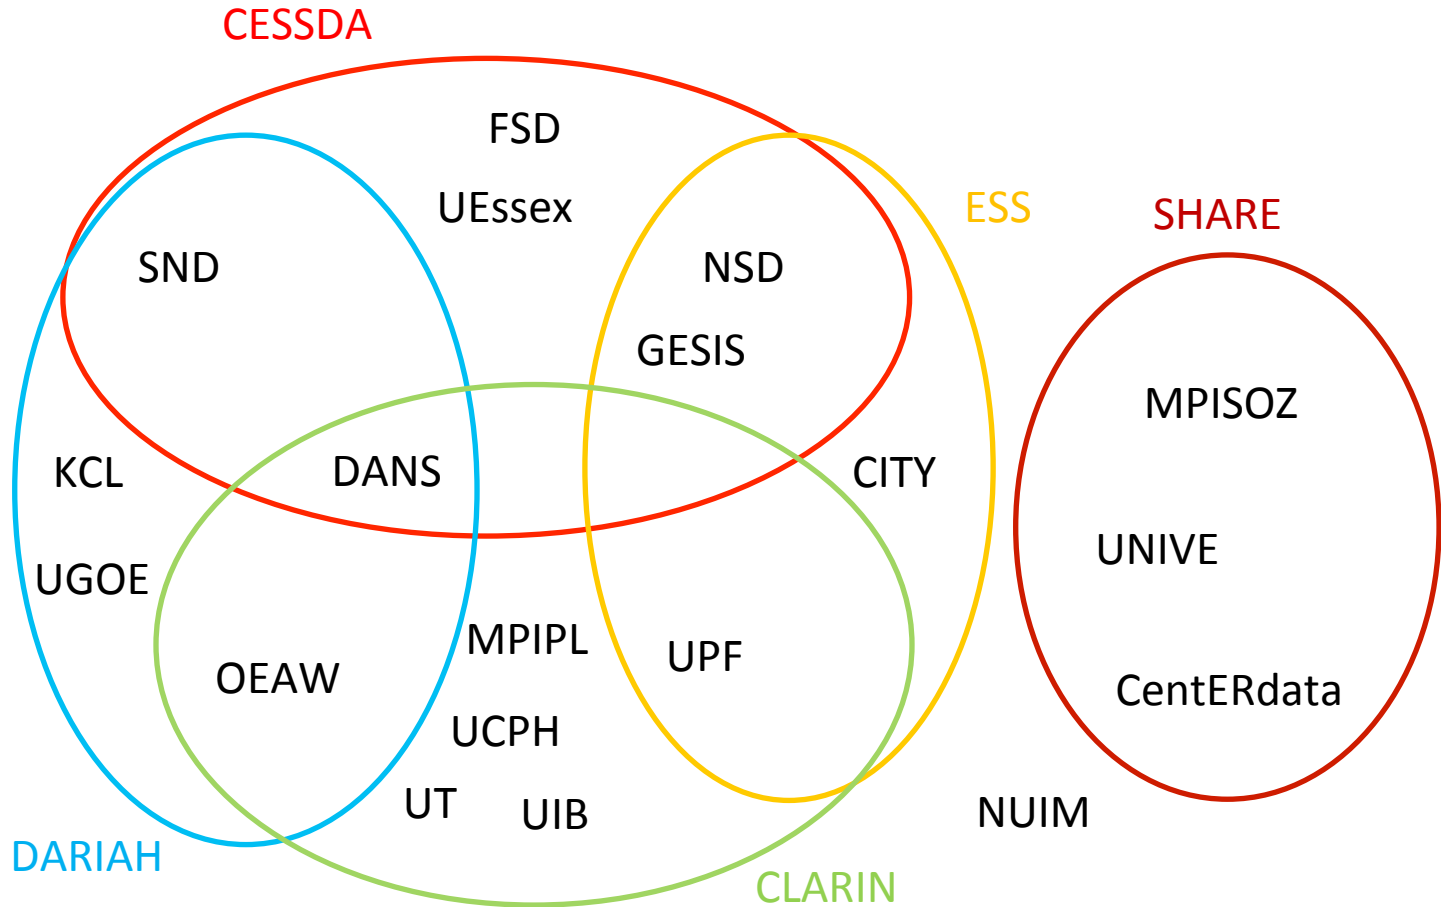 CESSDA
FSD
UEssex
ESS
SHARE
SND
NSD
GESIS
MPISOZ
KCL
DANS
CITY
UNIVE
UGOE
MPIPL
UPF
OEAW
CentERdata
UCPH
UT
UIB
NUIM
DARIAH
CLARIN